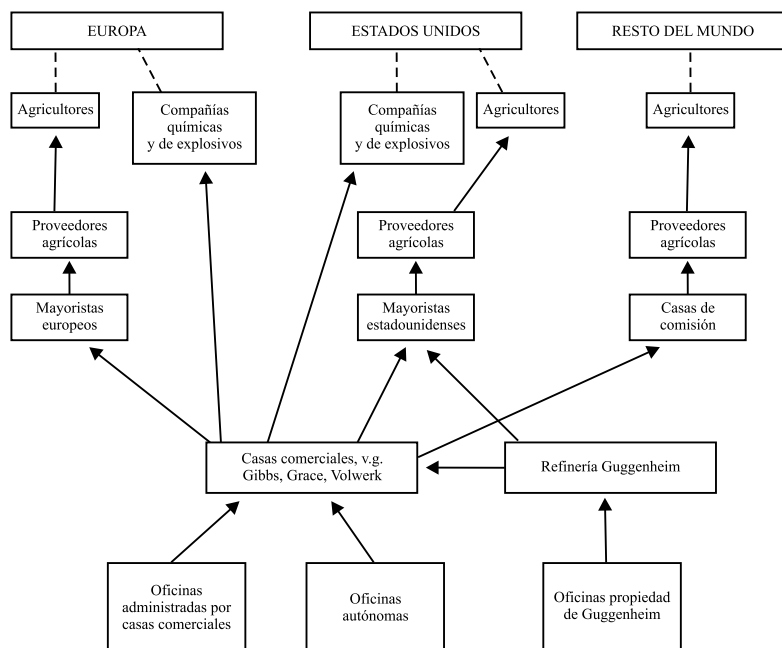 EUROPA
ESTADOS UNIDOS
RESTO DEL MUNDO
Agricultores
Compañías
químicas
y de explosivos
Compañías
químicas
y de explosivos
Agricultores
Agricultores
Proveedores
agrícolas
Proveedores
agrícolas
Proveedores
agrícolas
Mayoristas
europeos
Mayoristas
estadounidenses
Casas de
comisión
Casas comerciales, v.g.
Gibbs, Grace, Volwerk
Refinería Guggenheim
Oficinas
administradas por
casas comerciales
Oficinas
autónomas
Oficinas propiedad
de Guggenheim